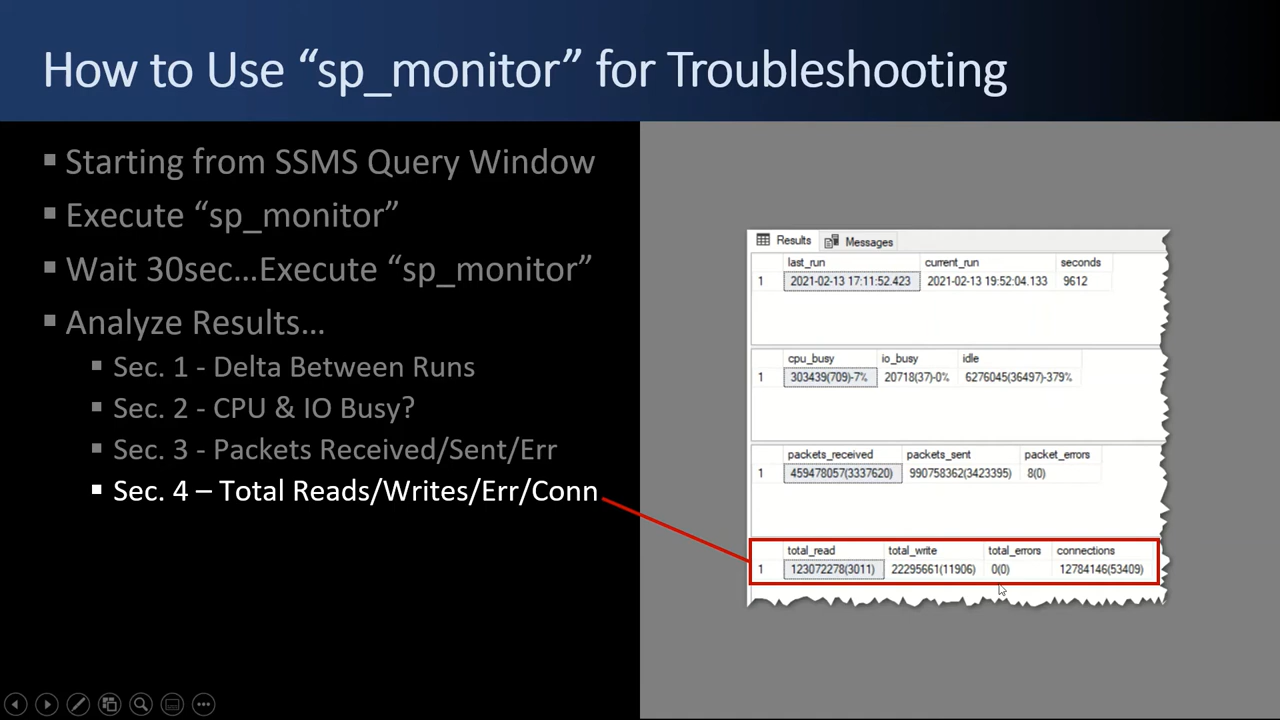 How to Use “sp_monitor” for Troubleshooting
Starting from SSMS Query Window
Execute “sp_monitor”
Wait 30sec…Execute “sp_monitor”
Analyze Results…
Sec. 1 - Delta Between Runs
Sec. 2 - CPU & IO Busy?
Sec. 3 - Packets Received/Sent/Err
Sec. 4 – Total Reads/Writes/Err/Conn
Results Messages
last_run current_run seconds
1 2021-02-13 17:11:52.423 2021-02-13 19:52:04.133 9612
cpu_busy io_busy idle
1 303439(709)-7% 20718(37)-0% 6276045(36497)-379%
packets_received packets_sent packet_errors
1 459478057(3337620) 990758362(3423395) 8(0)
total_read total_write total_errors connections
1 123072278(3011) 22295661(11906) 0(0) 12784146(53409)